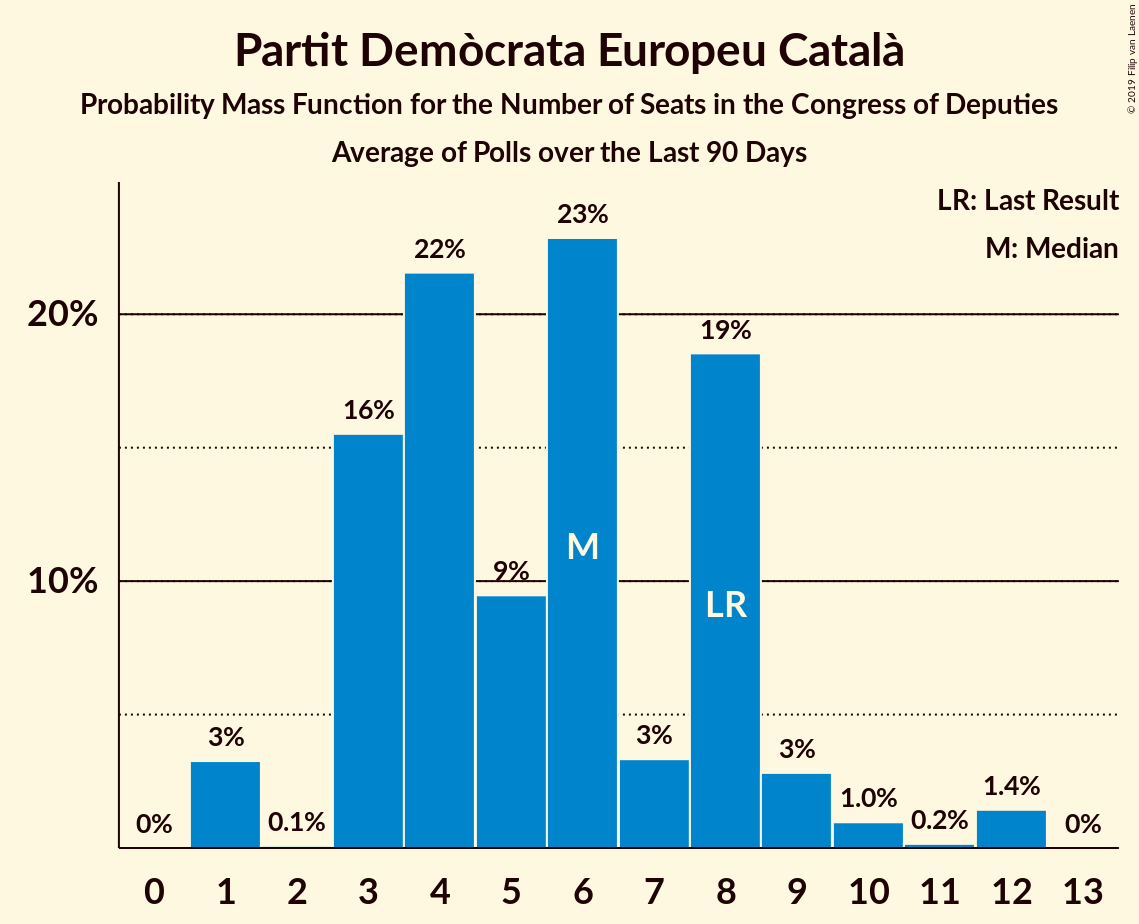 Partit Demòcrata Europeu Català
Probability Mass Function for the Number of Seats in the Congress of Deputies
Average of Polls over the Last 90 Days
© 2019 Filip van Laenen
LR: Last Result
M: Median
20%
10%
0%
3%
0.1%
16%
22%
9%
23%
3%
19%
3%
1.0%
0.2%
1.4%
0%
M
LR
0 1 2 3 4 5 6 7 8 9 10 11 12 13